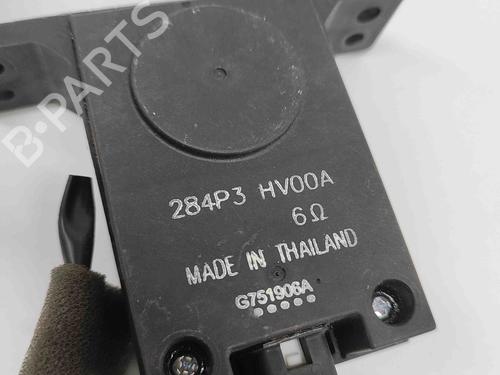 B-PARTS
284P3 HV00A
6Ω
MADE IN THAILAND
G751906A